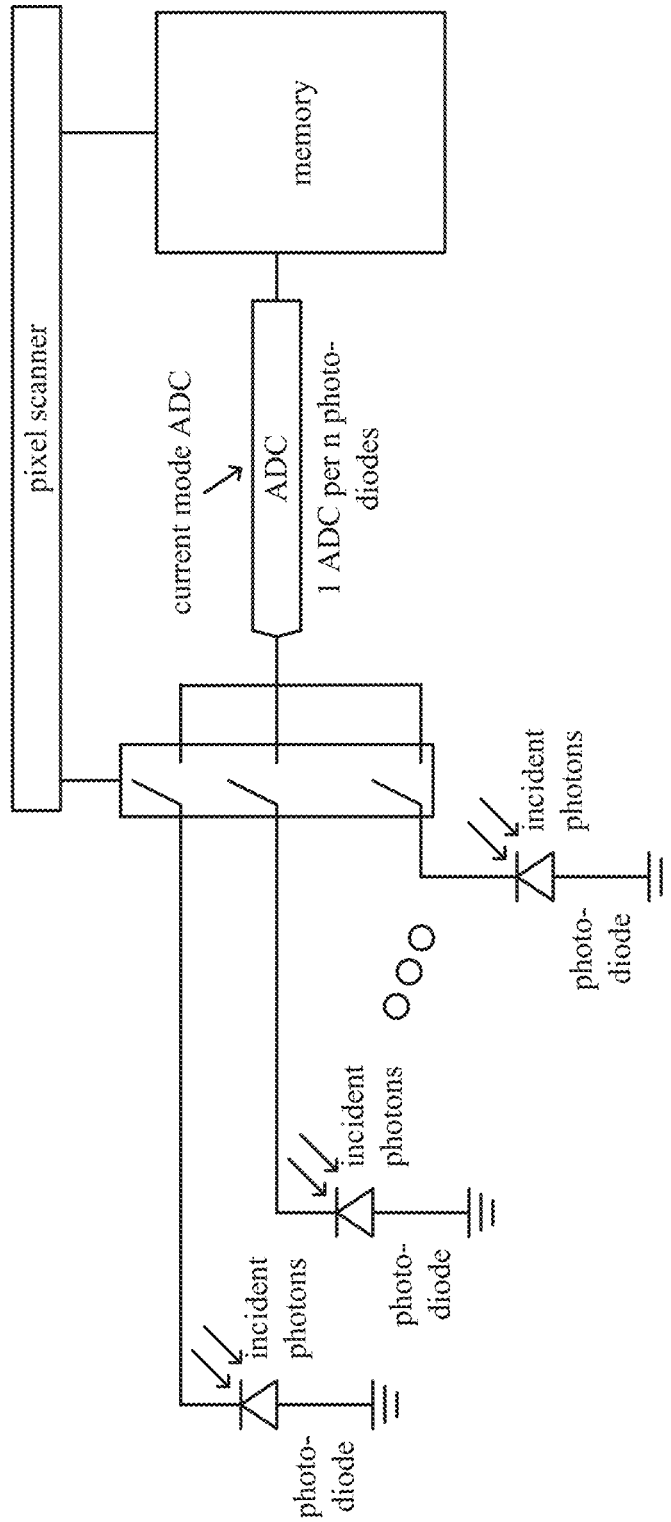 pixel scanner
memory
current mode ADC
ADC
1 ADC per n photo-
diodes
incident
photons
photo-
diode
incident
photons
photo-
diode
incident
photons
photo-
diode